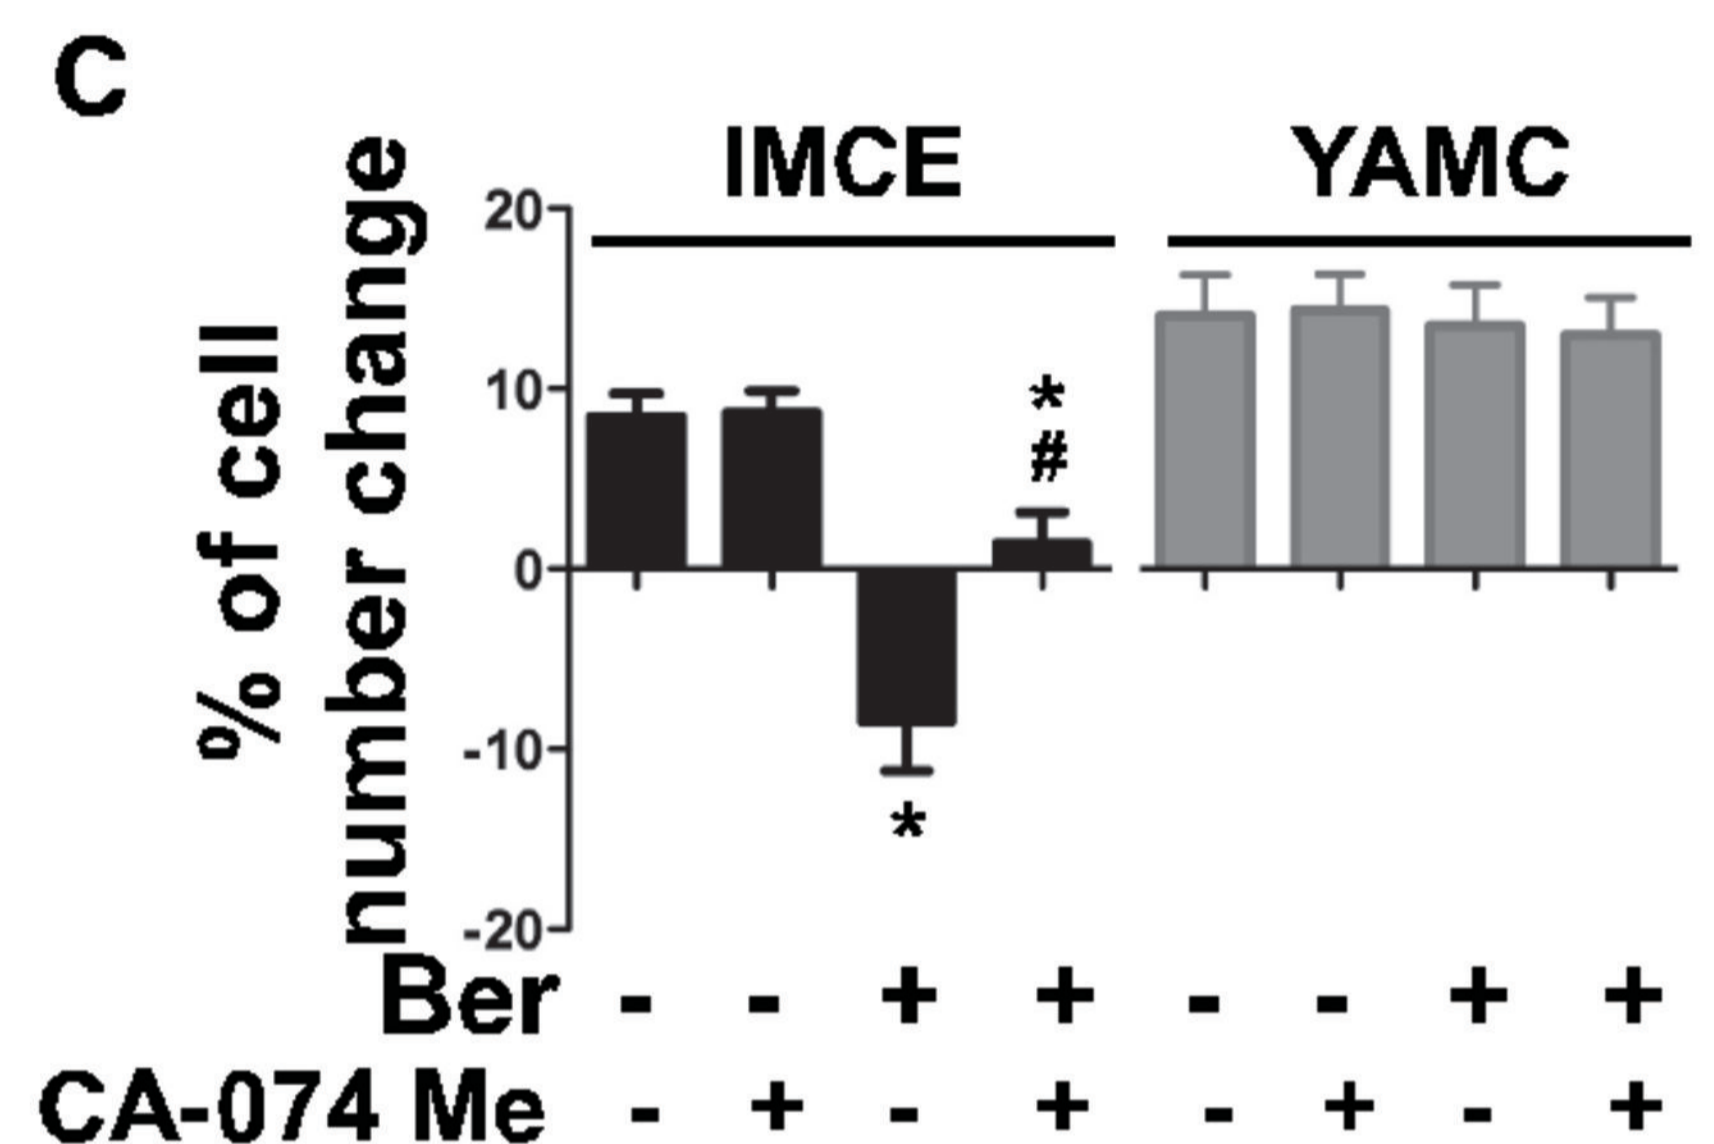 C
IMCE YAMC
% of cell
number change
20
10
0
-10
-20
*
#
*
Ber - - + + - - + +
CA-074 Me - + - + - + - +